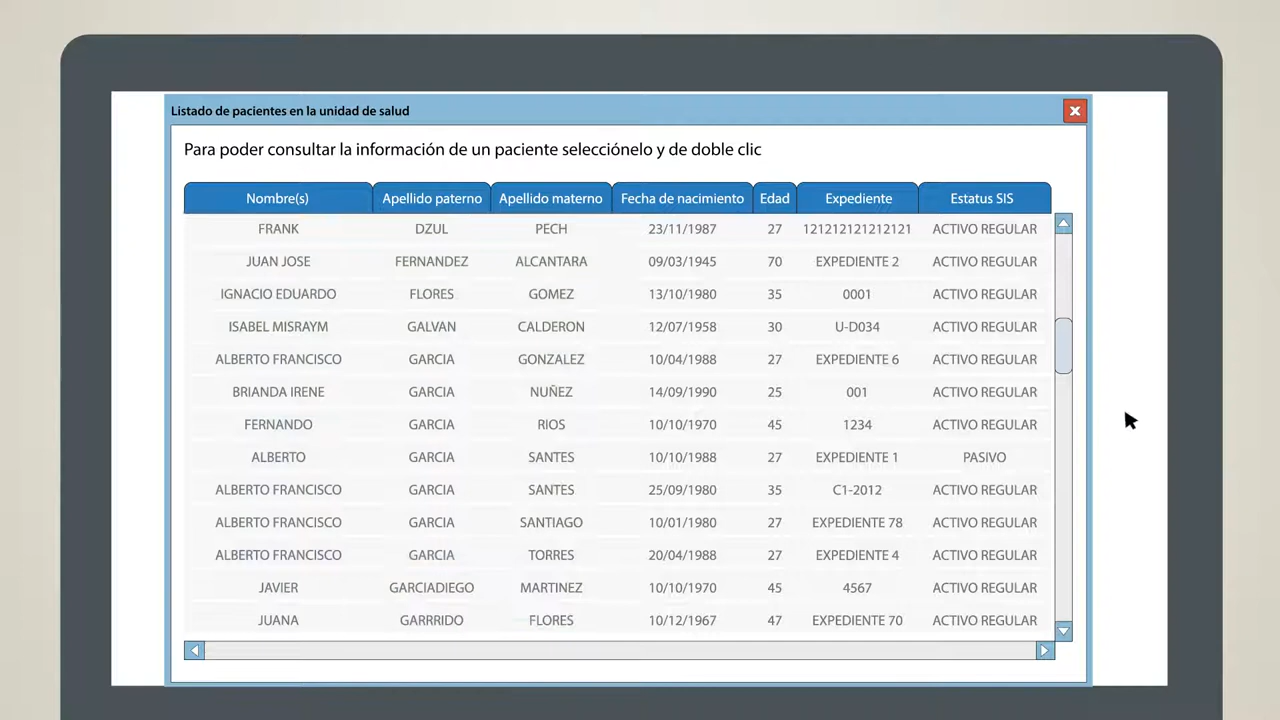 Listado de pacientes en la unidad de salud
Para poder consultar la información de un paciente selecciónelo y de doble clic
Nombre(s) Apellido paterno Apellido materno Fecha de nacimiento Edad Expediente Estatus SIS
FRANK DZUL PECH 23/11/1987 27 121212121212121 ACTIVO REGULAR
JUAN JOSE FERNANDEZ ALCANTARA 09/03/1945 70 EXPEDIENTE 2 ACTIVO REGULAR
IGNACIO EDUARDO FLORES GOMEZ 13/10/1980 35 0001 ACTIVO REGULAR
ISABEL MISRAYM GALVAN CALDERON 12/07/1958 30 U-D034 ACTIVO REGULAR
ALBERTO FRANCISCO GARCIA GONZALEZ 10/04/1988 27 EXPEDIENTE 6 ACTIVO REGULAR
BRIANDA IRENE GARCIA NUÑEZ 14/09/1990 25 001 ACTIVO REGULAR
FERNANDO GARCIA RIOS 10/10/1970 45 1234 ACTIVO REGULAR
ALBERTO GARCIA SANTES 10/10/1988 27 EXPEDIENTE 1 PASIVO
ALBERTO FRANCISCO GARCIA SANTES 25/09/1980 35 C1-2012 ACTIVO REGULAR
ALBERTO FRANCISCO GARCIA SANTIAGO 10/01/1980 27 EXPEDIENTE 78 ACTIVO REGULAR
ALBERTO FRANCISCO GARCIA TORRES 20/04/1988 27 EXPEDIENTE 4 ACTIVO REGULAR
JAVIER GARCIADIEGO MARTINEZ 10/10/1970 45 4567 ACTIVO REGULAR
JUANA GARRRIDO FLORES 10/12/1967 47 EXPEDIENTE 70 ACTIVO REGULAR